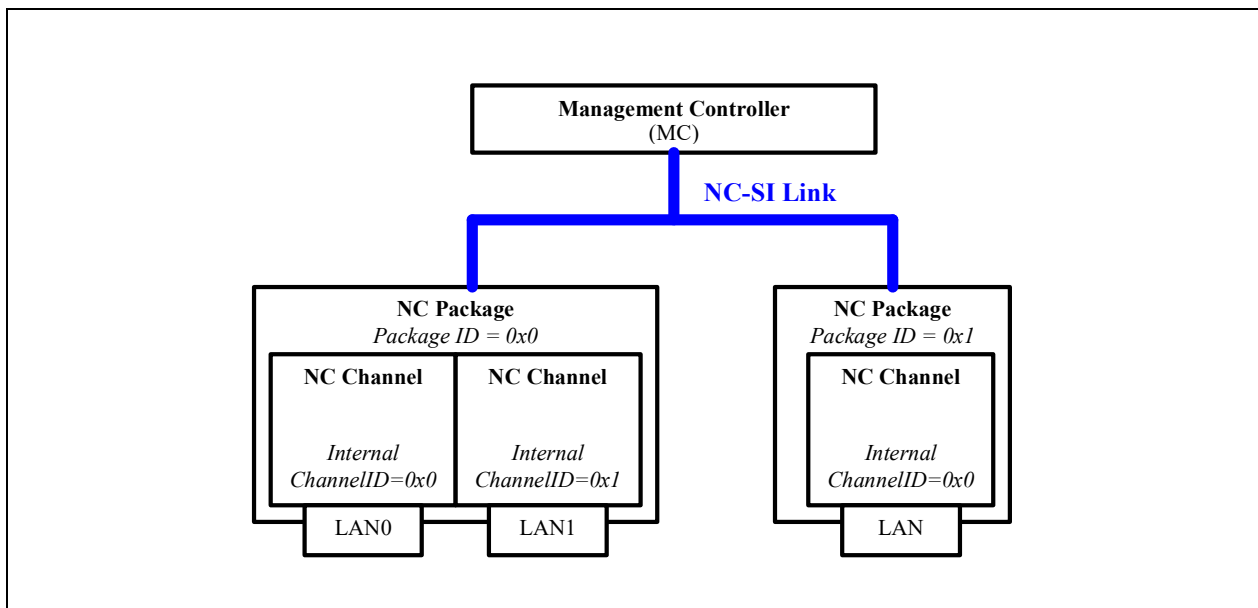 Management Controller
(MC)
NC-SI Link
NC Package
Package ID = 0x0
NC Channel
Internal
ChannelID=0x0
NC Channel
Internal
ChannelID=0x1
LAN0
LAN1
NC Package
Package ID = 0x1
NC Channel
Internal
ChannelID=0x0
LAN